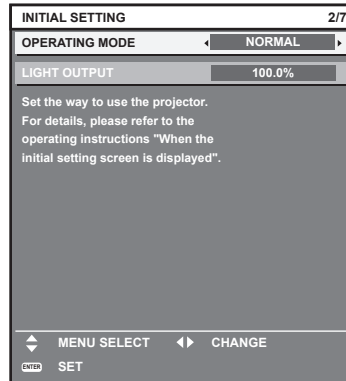 INITIAL SETTING 2/7
OPERATING MODE NORMAL
LIGHT OUTPUT 100.0%
Set the way to use the projector.
For details, please refer to the
operating instructions "When the
initial setting screen is displayed".
MENU SELECT CHANGE
ENTER SET